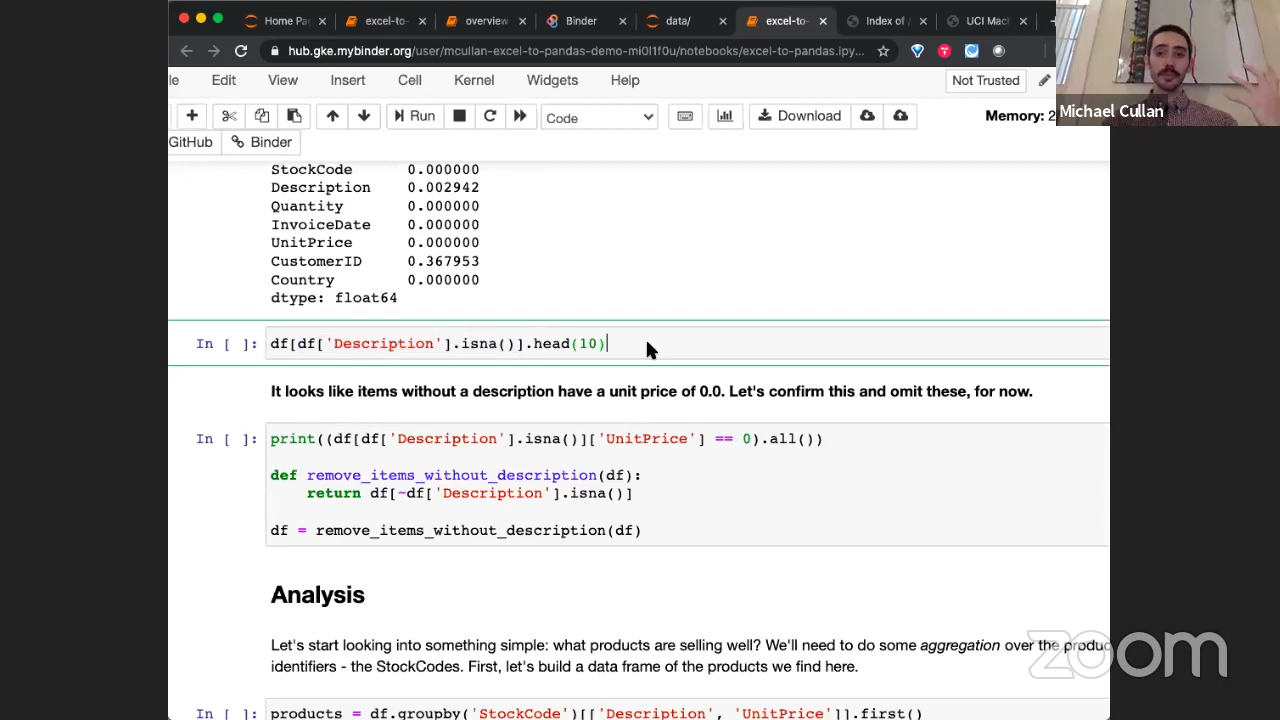 Home Pa
excel-to-
overview
Binder
data/
excel-to-
Index of
UCI Mac
hub.gke.mybinder.org/user/mcullan-excel-to-pandas-demo-mi0l1f0u/notebooks/excel-to-pandas.ipy...
le Edit View Insert Cell Kernel Widgets Help Not Trusted
Run Code Download Memory: 2
GitHub Binder
Michael Cullan
StockCode 0.000000
Description 0.002942
Quantity 0.000000
InvoiceDate 0.000000
UnitPrice 0.000000
CustomerID 0.367953
Country 0.000000
dtype: float64
In [ ]: df[df['Description'].isna()].head(10)
It looks like items without a description have a unit price of 0.0. Let's confirm this and omit these, for now.
In [ ]: print((df[df['Description'].isna()]['UnitPrice'] == 0).all())
def remove_items_without_description(df):
return df[~df['Description'].isna()]
df = remove_items_without_description(df)
Analysis
Let's start looking into something simple: what products are selling well? We'll need to do some aggregation over the produc
identifiers - the StockCodes. First, let's build a data frame of the products we find here.
In [ ]: products = df.groupby('StockCode')[['Description', 'UnitPrice']].first()
zoom